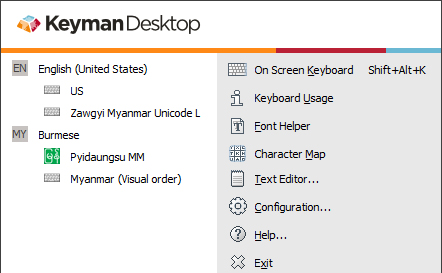 Keyman Desktop
EN English (United States)
US
Zawgyi Myanmar Unicode L
MY Burmese
Pyidaungsu MM
Myanmar (Visual order)
On Screen Keyboard Shift+Alt+K
Keyboard Usage
Font Helper
Character Map
Text Editor...
Configuration...
Help...
Exit